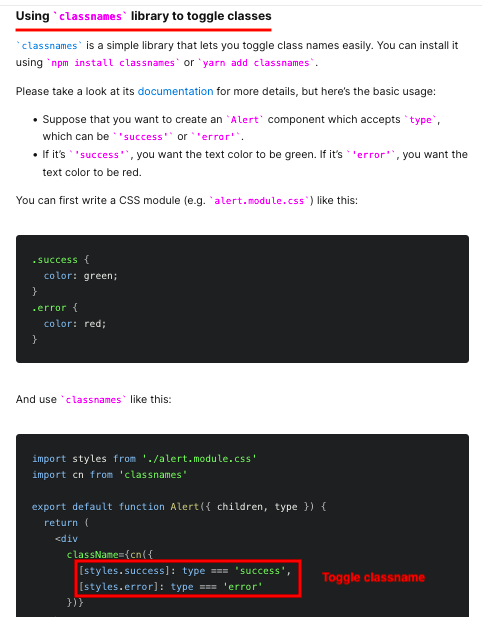 Using `classnames` library to toggle classes
`classnames` is a simple library that lets you toggle class names easily. You can install it
using `npm install classnames` or `yarn add classnames`.
Please take a look at its documentation for more details, but here's the basic usage:
• Suppose that you want to create an `Alert` component which accepts `type`,
which can be `'success'` or `'error'`.
• If it's `'success'`, you want the text color to be green. If it's `'error'`, you want the
text color to be red.
You can first write a CSS module (e.g. `alert.module.css`) like this:
.success {
  color: green;
}
.error {
  color: red;
}
And use `classnames` like this:
import styles from './alert.module.css'
import cn from 'classnames'
export default function Alert({ children, type }) {
  return (
    <div
      className={cn({
        [styles.success]: type === 'success',
        [styles.error]: type === 'error'
Toggle classname
      })}